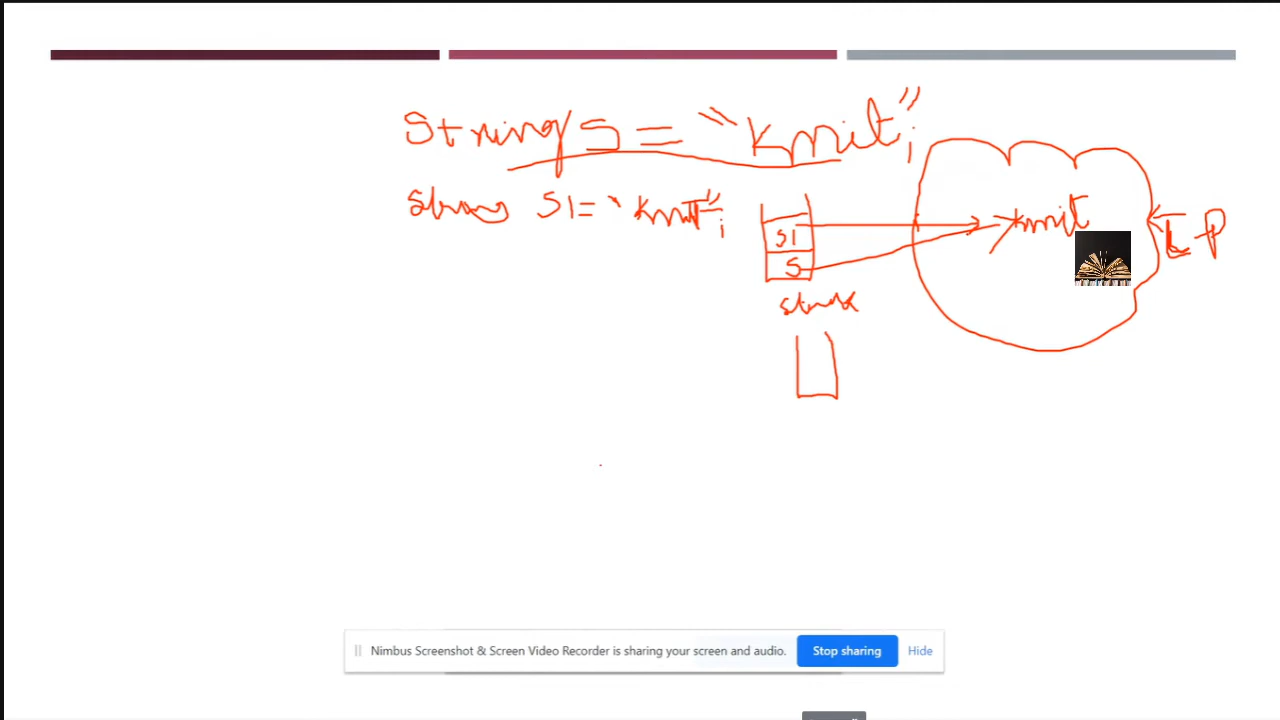 String S = "kmit";
String S1 = "kmit";
S1
kmit
P
S
stack
Nimbus Screenshot & Screen Video Recorder is sharing your screen and audio.
Stop sharing
Hide